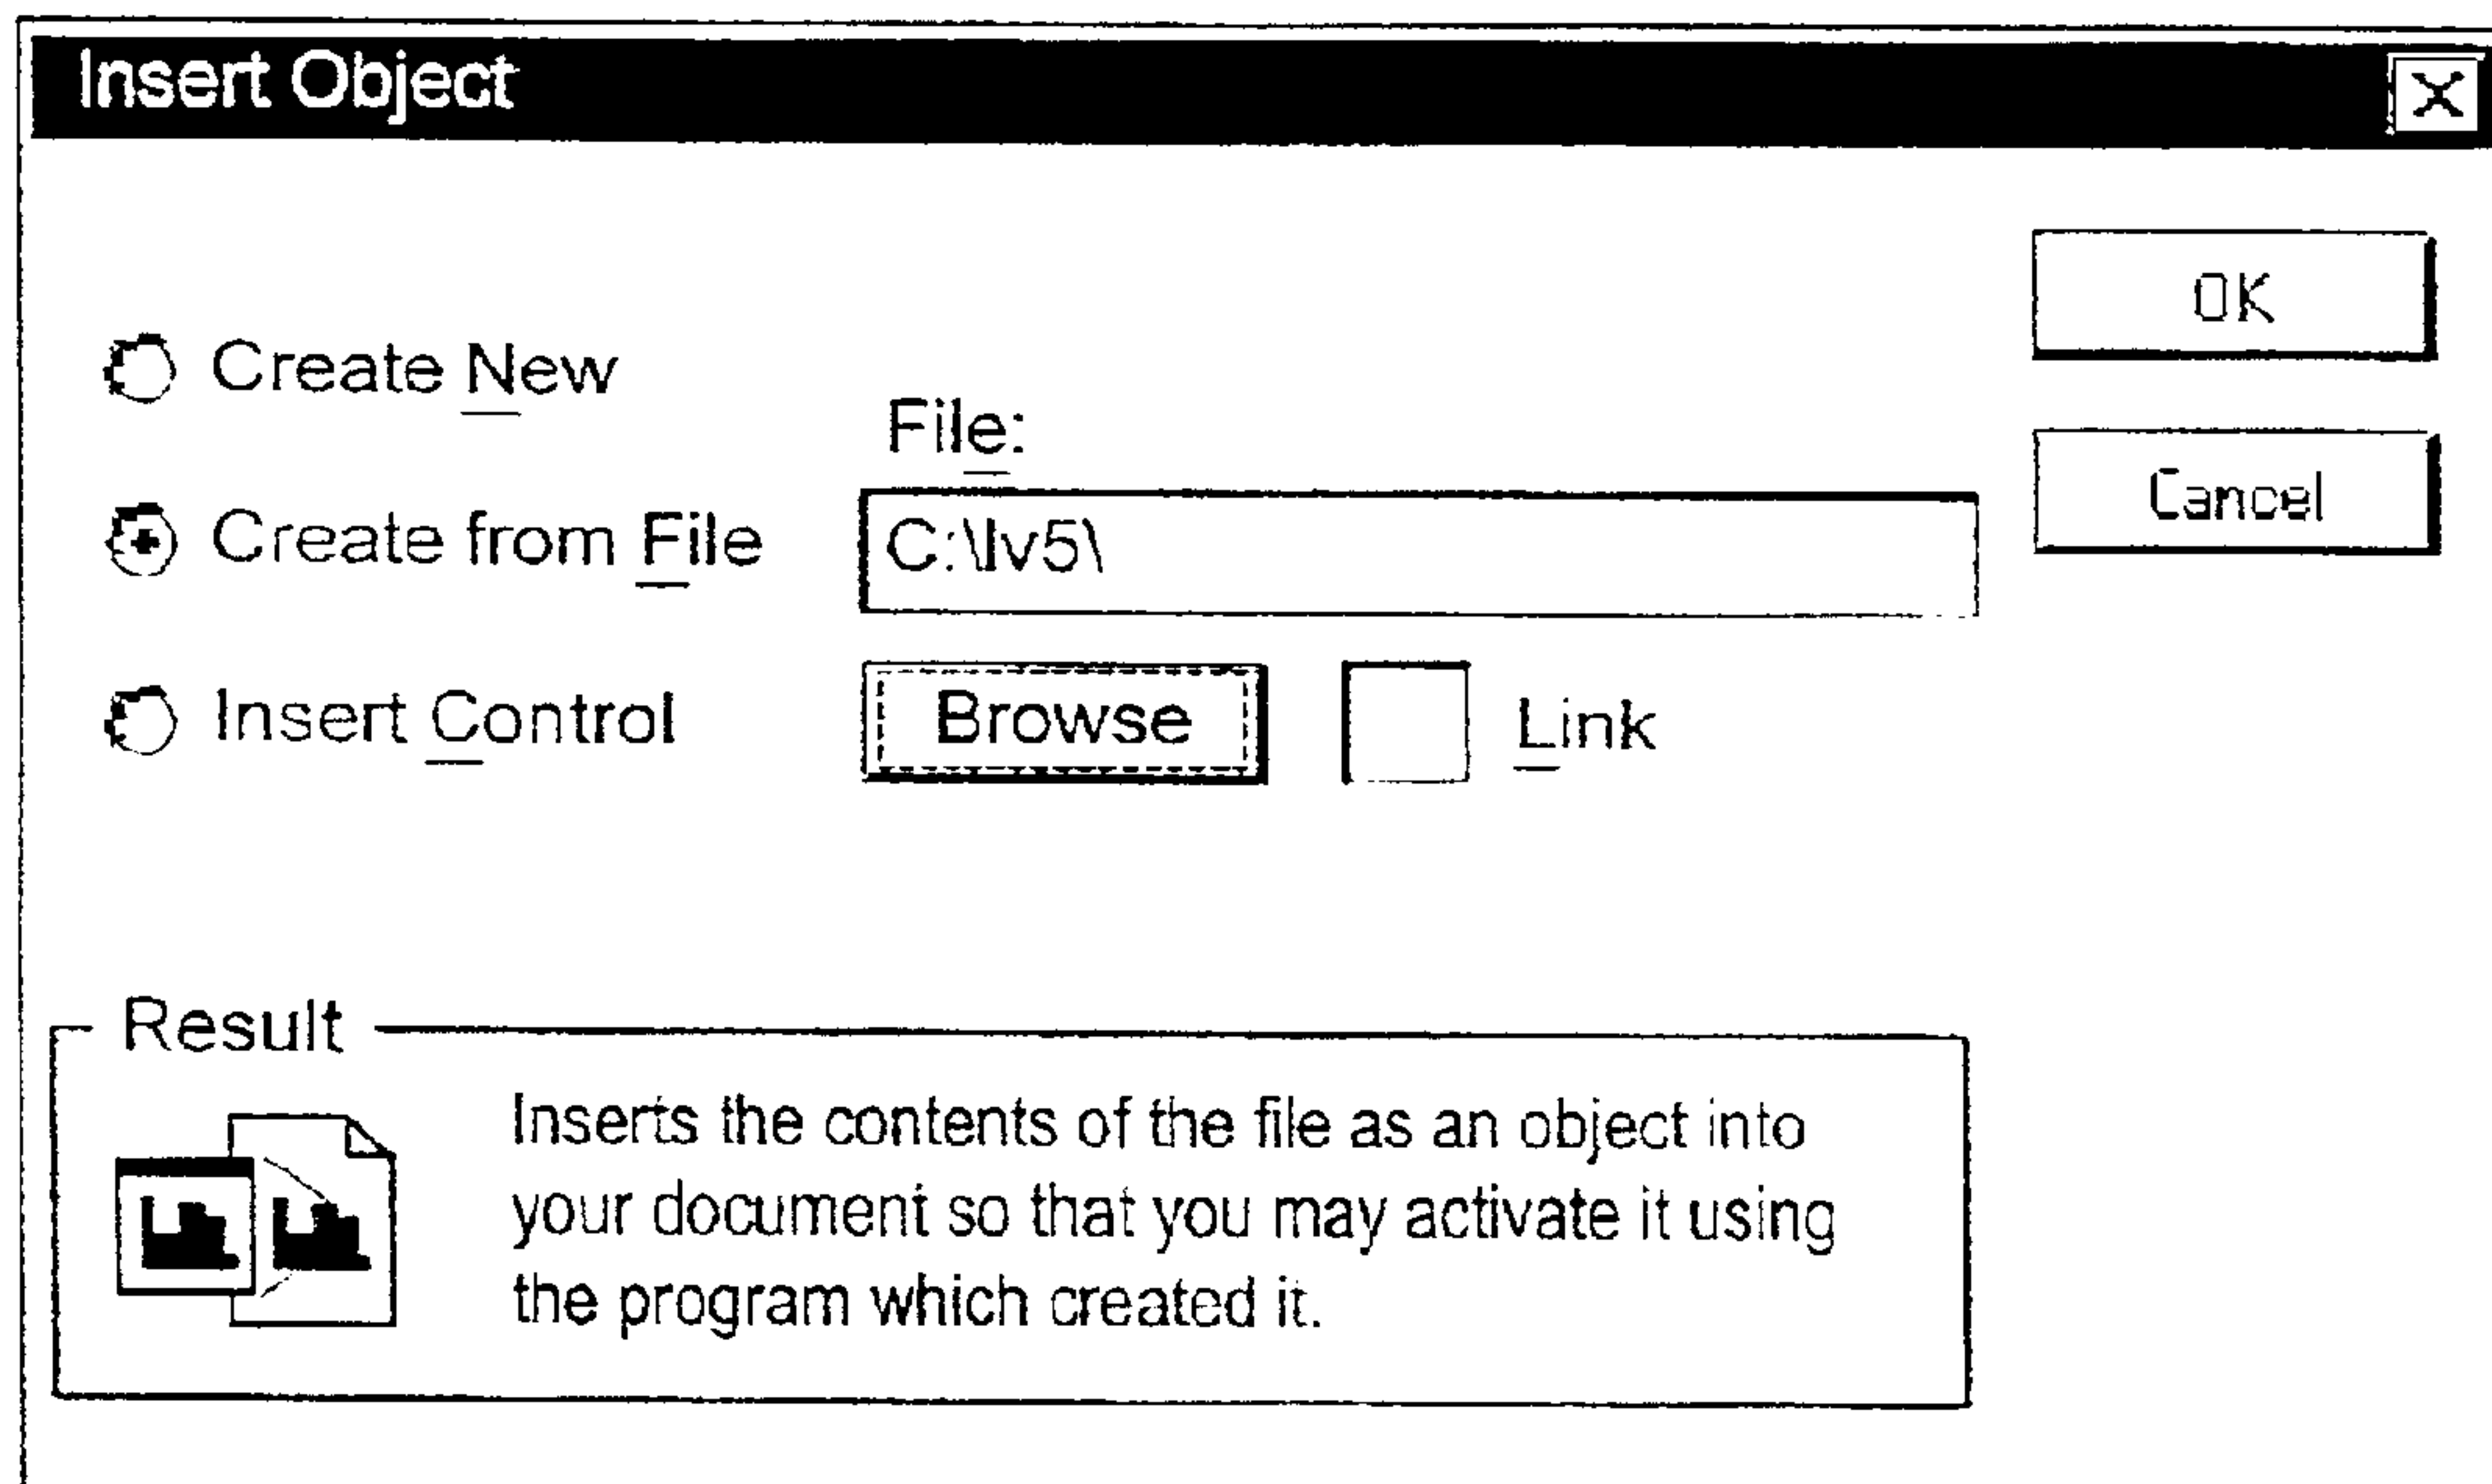 Insert Object
OK
Create New
File:
Cancel
Create from File
C:\lv5\
Insert Control
Browse
Link
Result
Inserts the contents of the file as an object into
your document so that you may activate it using
the program which created it.